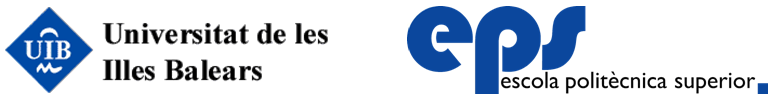 UIB
Universitat de les
Illes Balears
eps
escola politècnica superior